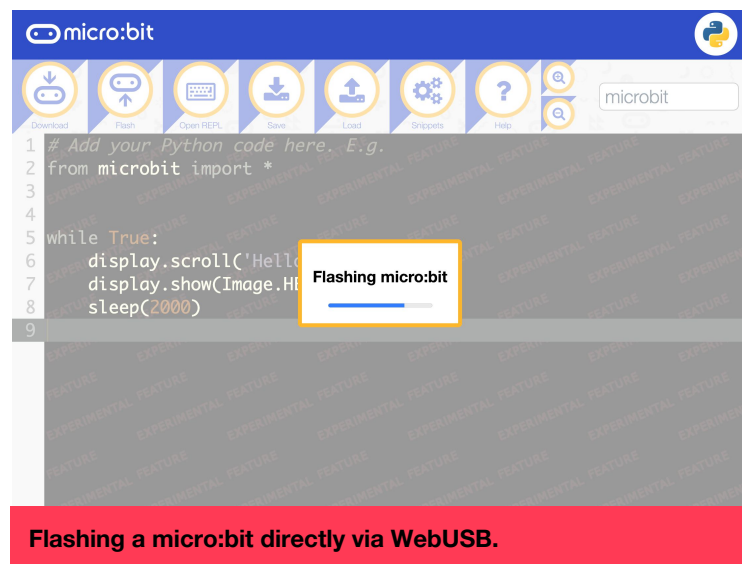 micro:bit
Download Flash Open REPL Save Load Snippets Help
microbit
1 # Add your Python code here. E.g.
2 from microbit import *
3
4
5 while True:
6 display.scroll('Hello
7 display.show(Image.HE
8 sleep(2000)
9
Flashing micro:bit
EXPERIMENTAL FEATURE
Flashing a micro:bit directly via WebUSB.